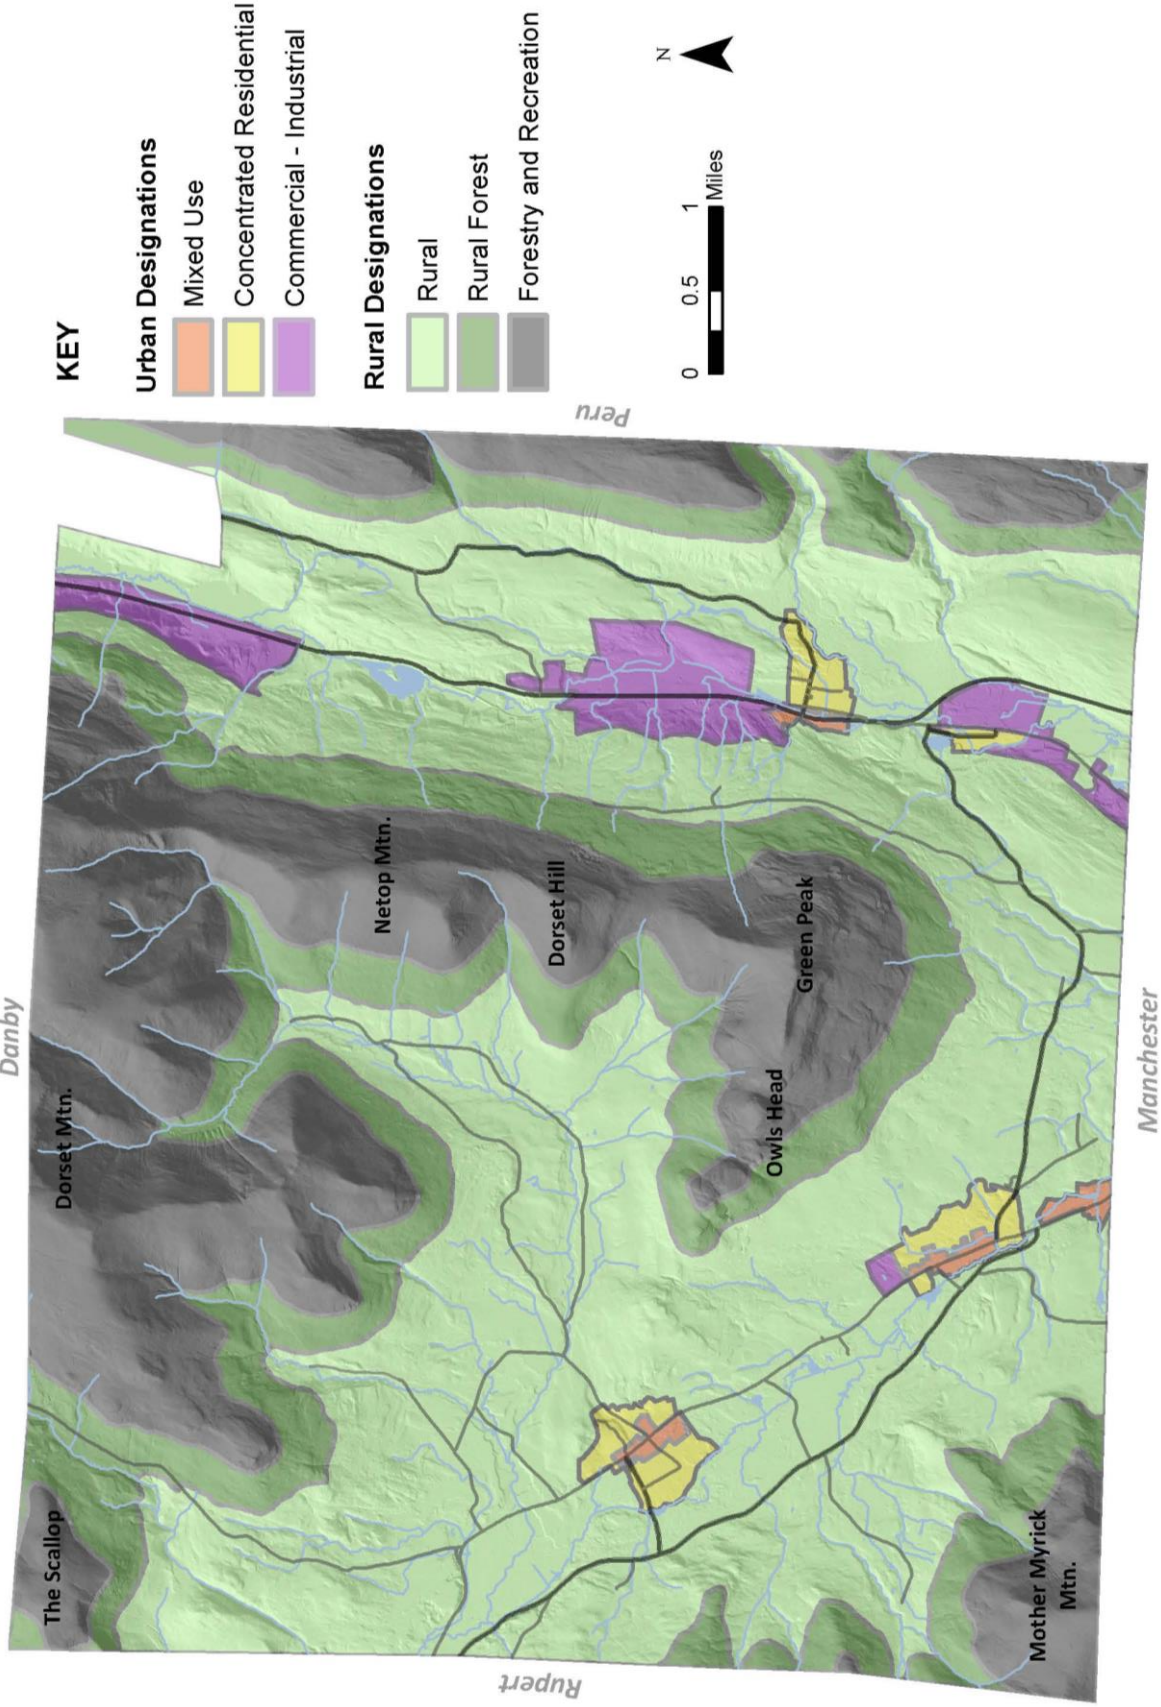 KEY
Urban Designations
Mixed Use
Concentrated Residential
Commercial - Industrial
Rural Designations
Rural
Rural Forest
Forestry and Recreation
N
0 0.5 1
Miles
Danby
Peru
Rupert
Manchester
The Scallop
Dorset Mtn.
Netop Mtn.
Dorset Hill
Green Peak
Owls Head
Mother Myrick
Mtn.